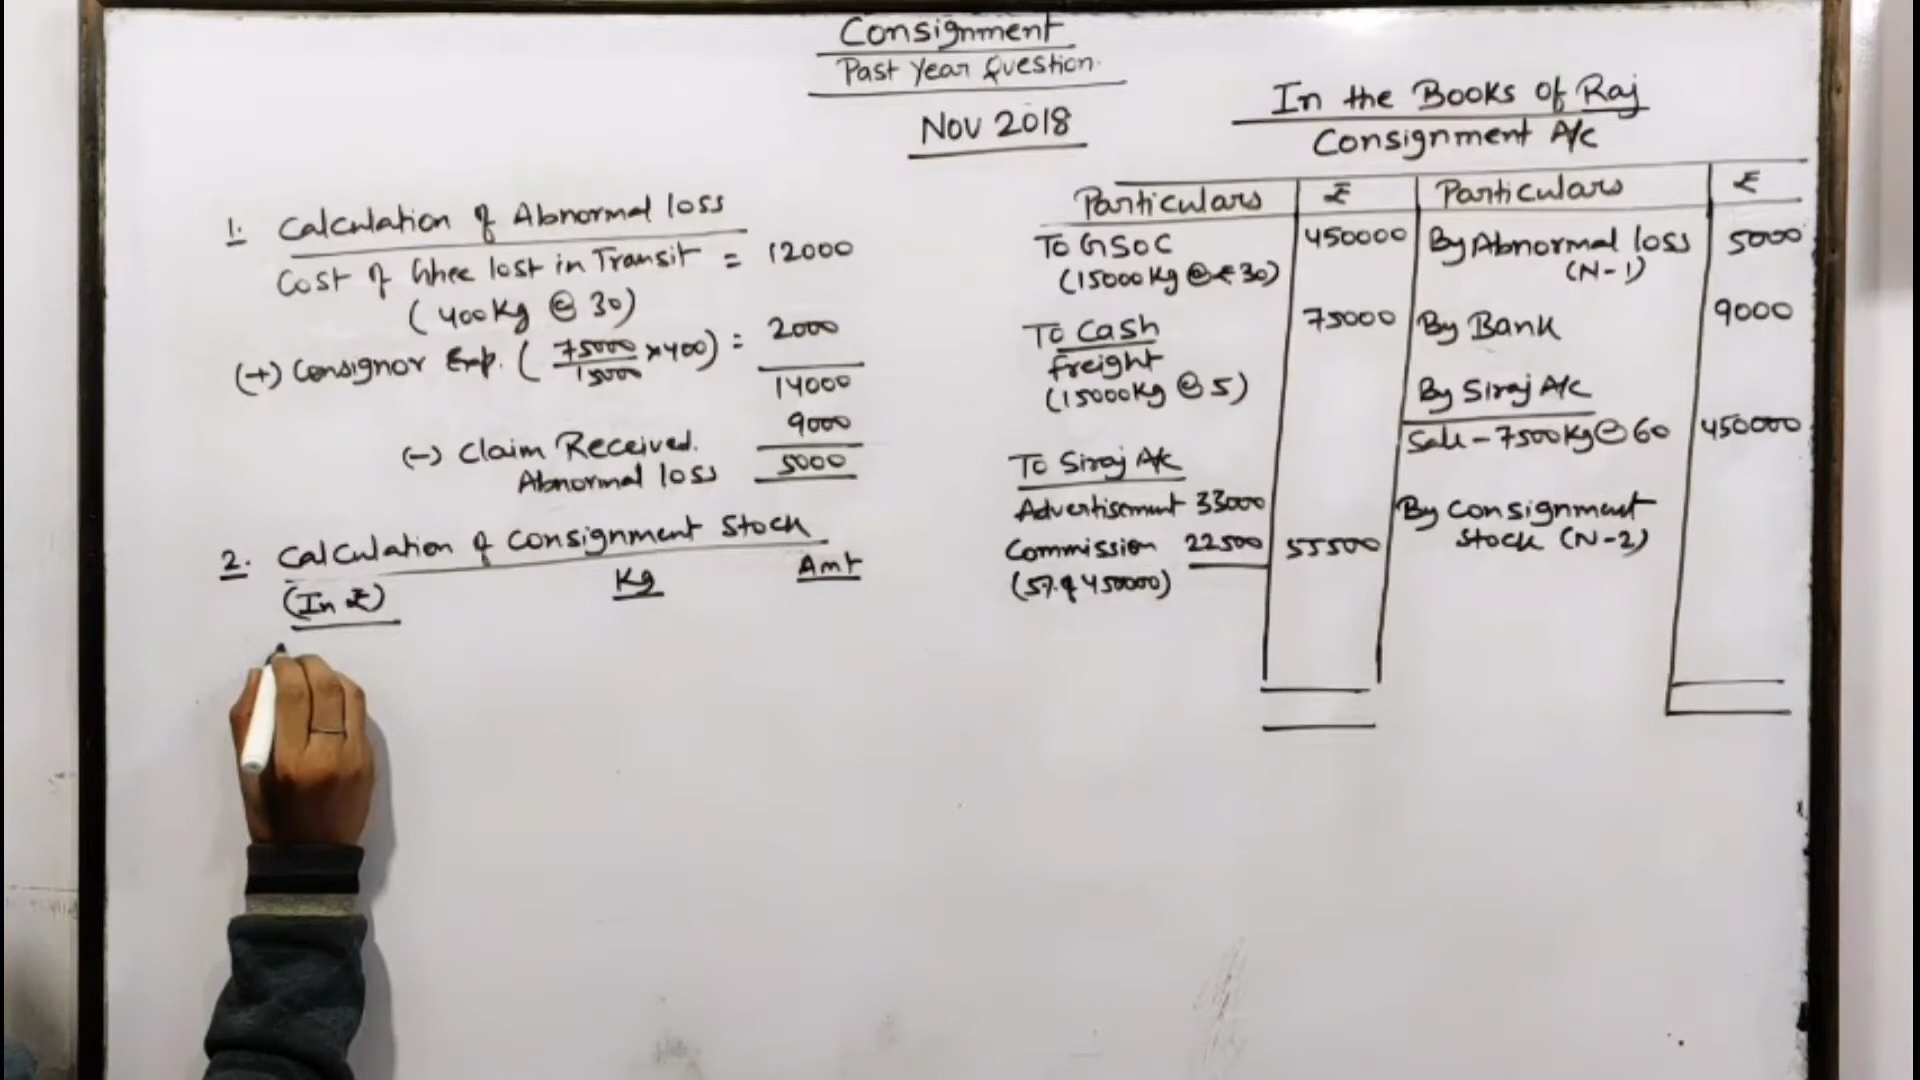 Consignment
Past Year Question.
Nov 2018
1. Calculation of Abnormal loss
Cost of Ghee lost in Transit = 12000
(400Kg @ 30)
(+) Consignor Exp. (75000/15000 × 400) = 2000
14000
(-) Claim Received. 9000
Abnormal loss 5000
2. Calculation of Consignment Stock
(In ₹) Kg Amt
In the Books of Raj
Consignment A/c
Particulars ₹ Particulars ₹
To GSOC 450000 By Abnormal loss 5000
(15000Kg @ ₹ 30) (N-1)
To Cash 75000 By Bank 9000
freight
(15000Kg @ 5) By Siraj A/c
Sale - 7500Kg @ 60 450000
To Siraj A/c
Advertisement 33000 By Consignment
Commission 22500 55500 Stock (N-2)
(5% of 450000)